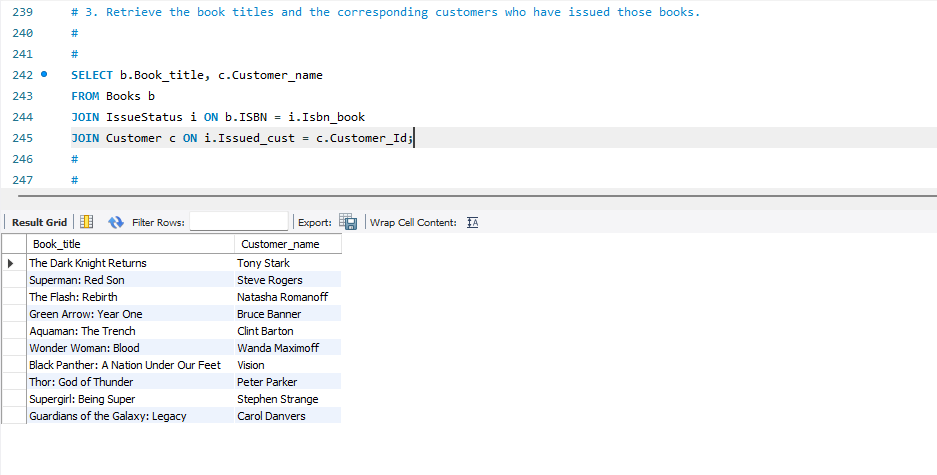 239 # 3. Retrieve the book titles and the corresponding customers who have issued those books.
240 #
241 #
242 SELECT b.Book_title, c.Customer_name
243 FROM Books b
244 JOIN IssueStatus i ON b.ISBN = i.Isbn_book
245 JOIN Customer c ON i.Issued_cust = c.Customer_Id;
246 #
247 #
Result Grid Filter Rows: Export: Wrap Cell Content: IA
Book_title Customer_name
The Dark Knight Returns Tony Stark
Superman: Red Son Steve Rogers
The Flash: Rebirth Natasha Romanoff
Green Arrow: Year One Bruce Banner
Aquaman: The Trench Clint Barton
Wonder Woman: Blood Wanda Maximoff
Black Panther: A Nation Under Our Feet Vision
Thor: God of Thunder Peter Parker
Supergirl: Being Super Stephen Strange
Guardians of the Galaxy: Legacy Carol Danvers